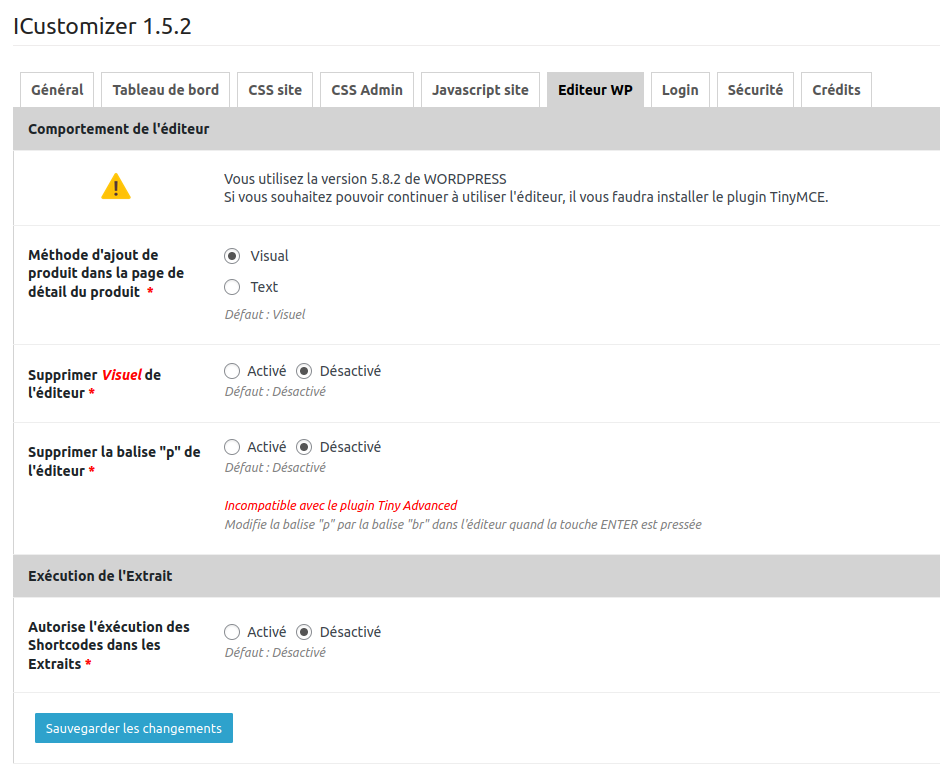 ICustomizer 1.5.2
Général Tableau de bord CSS site CSS Admin Javascript site Editeur WP Login Sécurité Crédits
Comportement de l'éditeur
Vous utilisez la version 5.8.2 de WORDPRESS
Si vous souhaitez pouvoir continuer à utiliser l'éditeur, il vous faudra installer le plugin TinyMCE.
Méthode d'ajout de
produit dans la page de
détail du produit *
Visual
Text
Défaut : Visuel
Supprimer Visuel de
l'éditeur *
Activé Désactivé
Défaut : Désactivé
Supprimer la balise "p" de
l'éditeur *
Activé Désactivé
Défaut : Désactivé
Incompatible avec le plugin Tiny Advanced
Modifie la balise "p" par la balise "br" dans l'éditeur quand la touche ENTER est pressée
Exécution de l'Extrait
Autorise l'éxécution des
Shortcodes dans les
Extraits *
Activé Désactivé
Défaut : Désactivé
Sauvegarder les changements